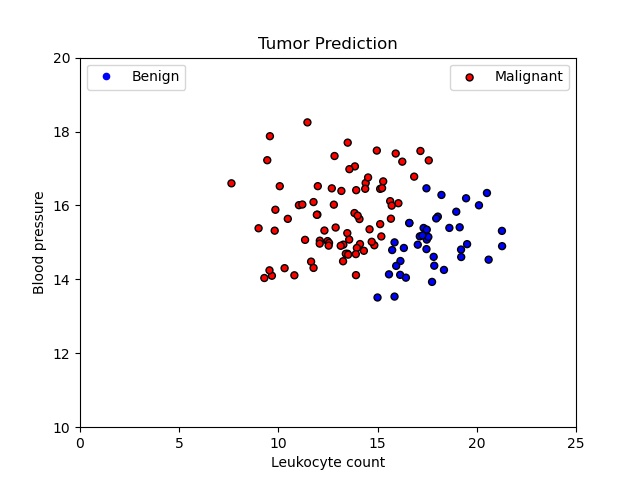 Tumor Prediction
Benign
Malignant
Blood pressure
20
18
16
14
12
10
0 5 10 15 20 25
Leukocyte count